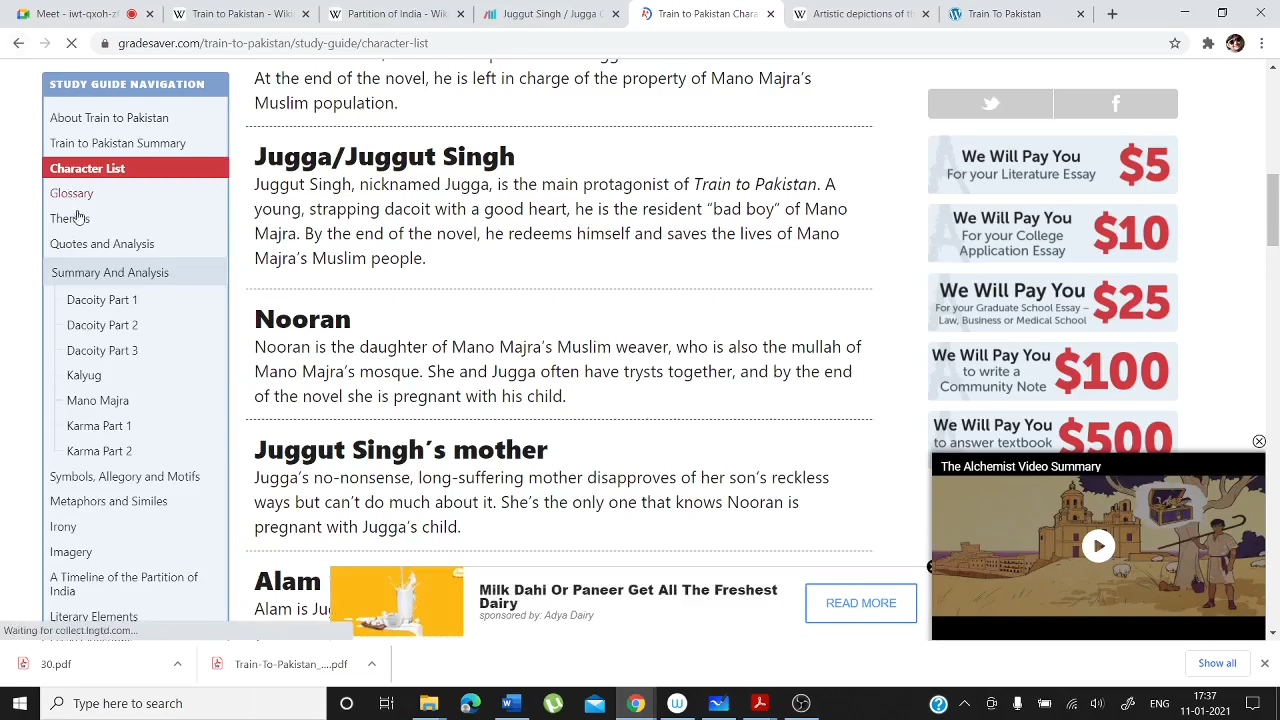 Meet - iwt-nqzh-d
Train to Pakistan -
Partition of India - Wik
Juggut Singh / Jugga C
Train to Pakistan Chara
Artistic depictions of th
Train to Pakistan
gradesaver.com/train-to-pakistan/study-guide/character-list
STUDY GUIDE NAVIGATION
About Train to Pakistan
Train to Pakistan Summary
Character List
Glossary
Quotes and Analysis
Summary And Analysis
Dacoity Part 1
Dacoity Part 2
Dacoity Part 3
Kalyug
Mano Majra
Karma Part 1
Karma Part 2
Symbols, Allegory and Motifs
Metaphors and Similes
Irony
Imagery
A Timeline of the Partition of
India
Literary Elements
At the end of the novel, he is left in charge of the property of Mano Majra's
Muslim population.
Jugga/Juggut Singh
Juggut Singh, nicknamed Jugga, is the main protagonist of Train to Pakistan. A
young, strapping dacoit with a good heart, he is the resident “bad boy” of Mano
Majra. By the end of the novel, he redeems himself and saves the lives of Mano
Majra's Muslim people.
Nooran
Nooran is the daughter of Mano Majra's Muslim weaver, who is also the mullah of
Mano Majra's mosque. She and Jugga often have trysts together, and by the end
of the novel she is pregnant with his child.
Juggut Singh's mother
Jugga's no-nonsense, long-suffering mother disapproves of her son's reckless
ways but can't do much about it. She's the only one that knows Nooran is
pregnant with Jugga's child.
Alam
Alam is Jug
Milk Dahi Or Paneer Get All The Freshest
Dairy
sponsored by: Adya Dairy
READ MORE
We Will Pay You
For your Literature Essay
$5
We Will Pay You
For your College
Application Essay
$10
We Will Pay You
For your Graduate School Essay –
Law, Business or Medical School
$25
We Will Pay You
to write a
Community Note
$100
We Will Pay You
to answer textbook
$500
The Alchemist Video Summary
Waiting for collect.logtd.com...
30.pdf
Train-To-Pakistan_....pdf
Show all
Type here to search
ENG
17:37
11-01-2021